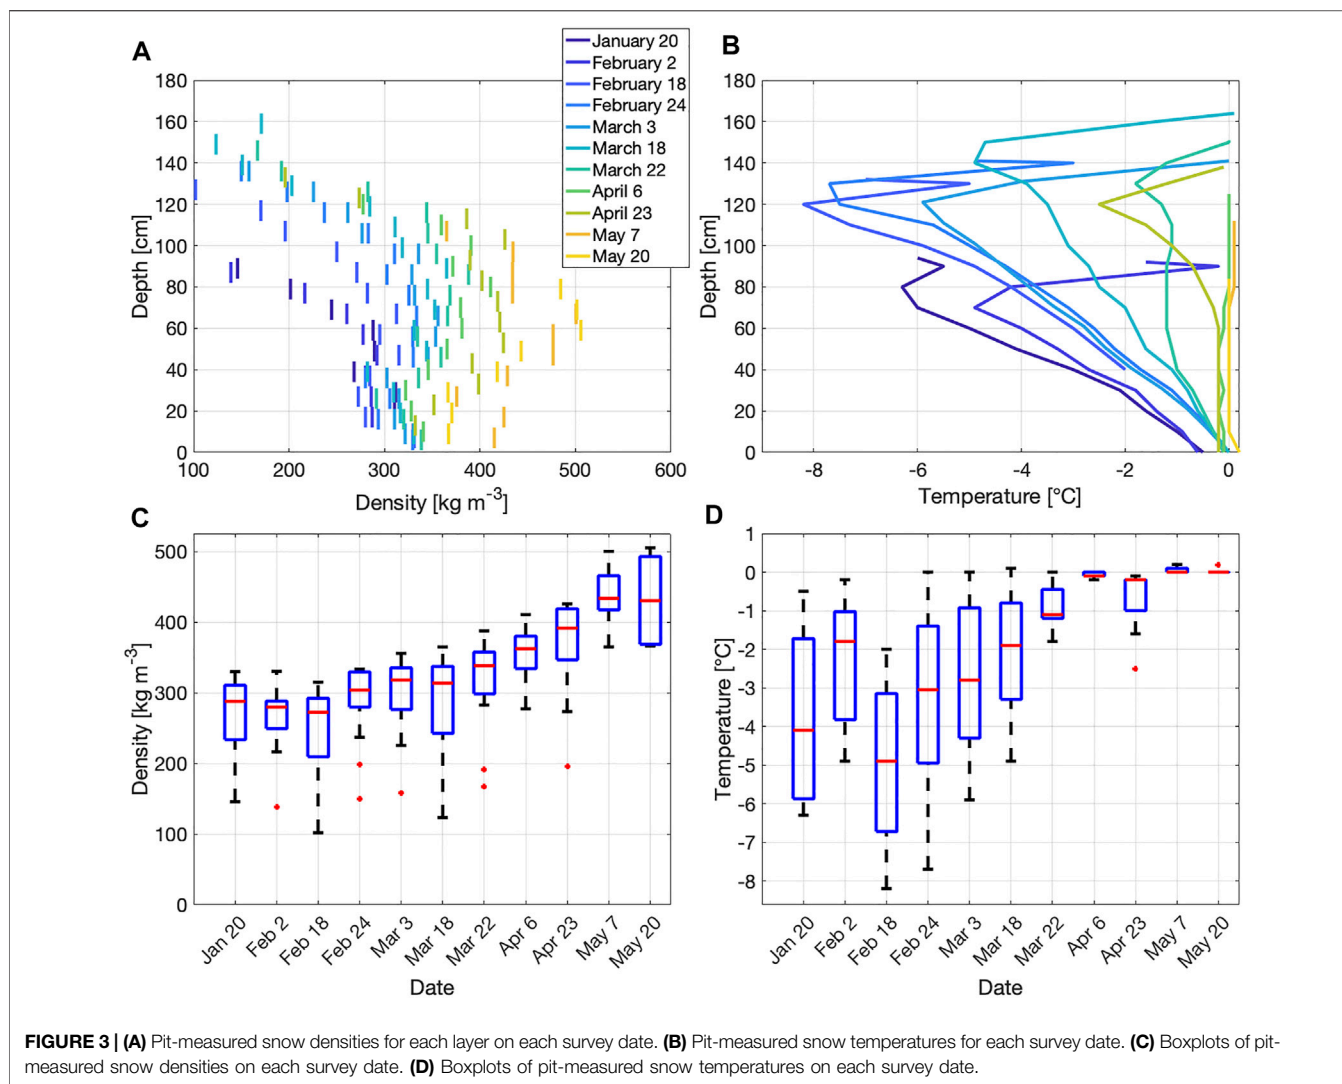 A
B
January 20
February 2
February 18
February 24
March 3
March 18
March 22
April 6
April 23
May 7
May 20
180
160
140
120
100
80
60
40
20
0
Depth [cm]
100 200 300 400 500 600
Density [kg m-3]
180
160
140
120
100
80
60
40
20
0
Depth [cm]
-8 -6 -4 -2 0
Temperature [°C]
C
D
500
400
300
200
100
0
Density [kg m-3]
Jan 20 Feb 2 Feb 18 Feb 24 Mar 3 Mar 18 Mar 22 Apr 6 Apr 23 May 7 May 20
Date
1
0
-1
-2
-3
-4
-5
-6
-7
-8
Temperature [°C]
Jan 20 Feb 2 Feb 18 Feb 24 Mar 3 Mar 18 Mar 22 Apr 6 Apr 23 May 7 May 20
Date
FIGURE 3 | (A) Pit-measured snow densities for each layer on each survey date. (B) Pit-measured snow temperatures for each survey date. (C) Boxplots of pit-
measured snow densities on each survey date. (D) Boxplots of pit-measured snow temperatures on each survey date.